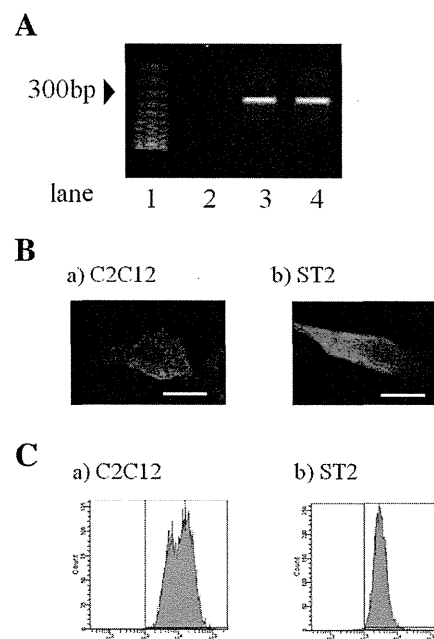 A
300bp
lane 1 2 3 4
B
a) C2C12 b) ST2
C
a) C2C12 b) ST2
Count Count